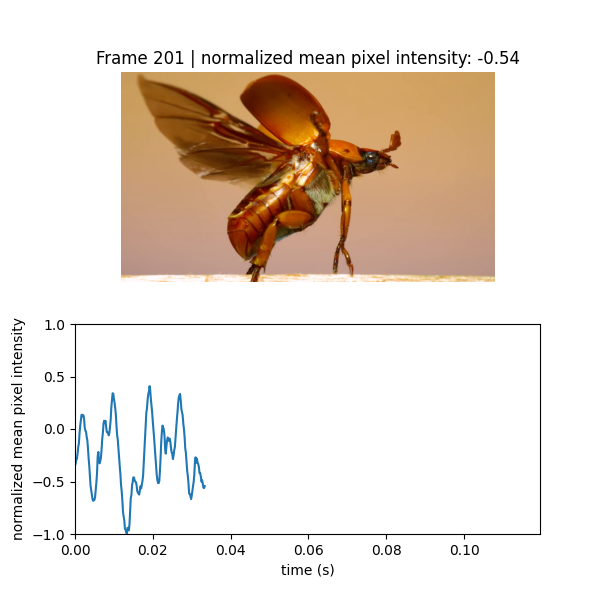 Frame 201 | normalized mean pixel intensity: -0.54
normalized mean pixel intensity
1.0
0.5
0.0
−0.5
−1.0
0.00 0.02 0.04 0.06 0.08 0.10
time (s)